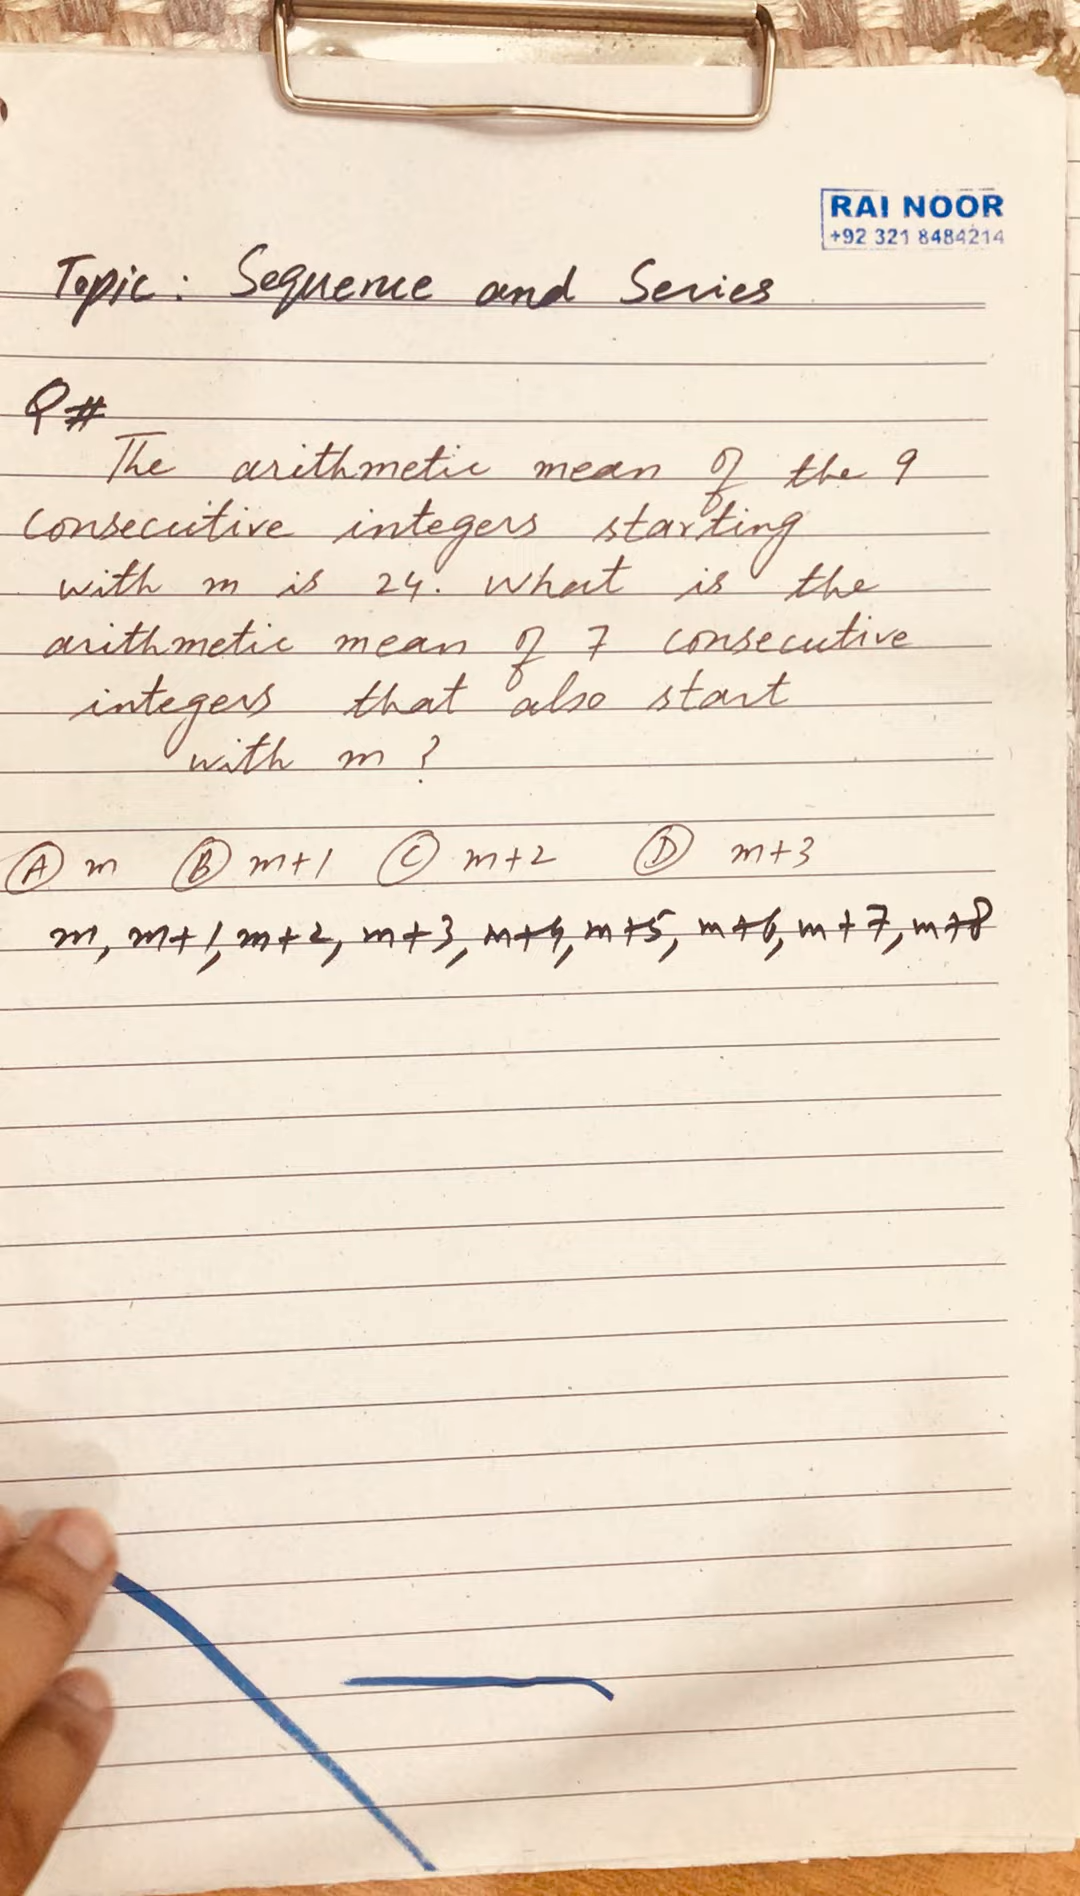 RAI NOOR
+92 321 8484214
Topic: Sequence and Series
Q#
The arithmetic mean of the 9
consecutive integers starting
with m is 24. What is the
arithmetic mean of 7 consecutive
integers that also start
with m?
Ⓐ m Ⓑ m+1 Ⓒ m+2 Ⓓ m+3
m, m+1, m+2, m+3, m+4, m+5, m+6, m+7, m+8